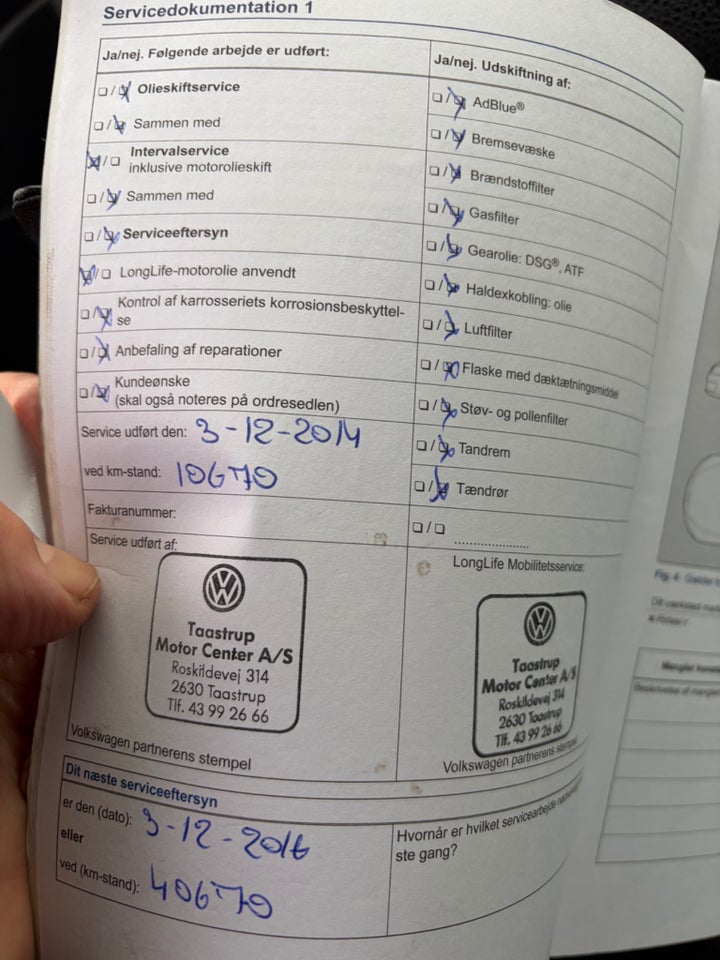 Servicedokumentation 1
Ja/nej. Følgende arbejde er udført:
❏ / ❏ Olieskiftservice
❏ / ❏ Sammen med
❏ / ❏ Intervalservice
inklusive motorolieskift
❏ / ❏ Sammen med
❏ / ❏ Serviceeftersyn
❏ / ❏ LongLife-motorolie anvendt
❏ / ❏ Kontrol af karrosseriets korrosionsbeskyttel-
se
❏ / ❏ Anbefaling af reparationer
❏ / ❏ Kundeønske
(skal også noteres på ordresedlen)
Service udført den: 3-12-2014
ved km-stand: 10670
Fakturanummer:
Service udført af:
VW
Taastrup
Motor Center A/S
Roskildevej 314
2630 Taastrup
Tlf. 43 99 26 66
Volkswagen partnerens stempel
Ja/nej. Udskiftning af:
❏ / ❏ AdBlue®
❏ / ❏ Bremsevæske
❏ / ❏ Brændstoffilter
❏ / ❏ Gasfilter
❏ / ❏ Gearolie: DSG®, ATF
❏ / ❏ Haldexkobling: olie
❏ / ❏ Luftfilter
❏ / ❏ Flaske med dæktætningsmiddel
❏ / ❏ Støv- og pollenfilter
❏ / ❏ Tandrem
❏ / ❏ Tændrør
❏ / ❏ ....................
LongLife Mobilitetsservice:
VW
Taastrup
Motor Center A/S
Roskildevej 314
2630 Taastrup
Tlf. 43 99 26 66
Volkswagen partnerens stempel
Dit næste serviceeftersyn
er den (dato): 3-12-2016
eller
ved (km-stand): 40670
Hvornår er hvilket servicearbejde
ste gang?